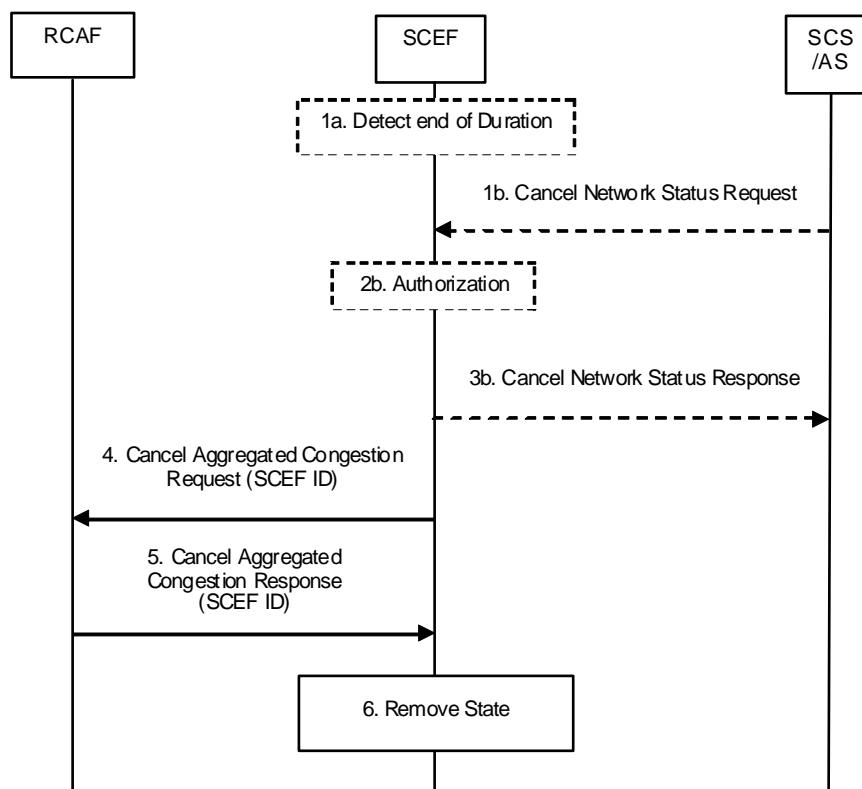 RCAF
SCEF
SCS
/AS
1a. Detect end of Duration
1b. Cancel Network Status Request
2b. Authorization
3b. Cancel Network Status Response
4. Cancel Aggregated Congestion
Request (SCEF ID)
5. Cancel Aggregated
Congestion Response
(SCEF ID)
6. Remove State